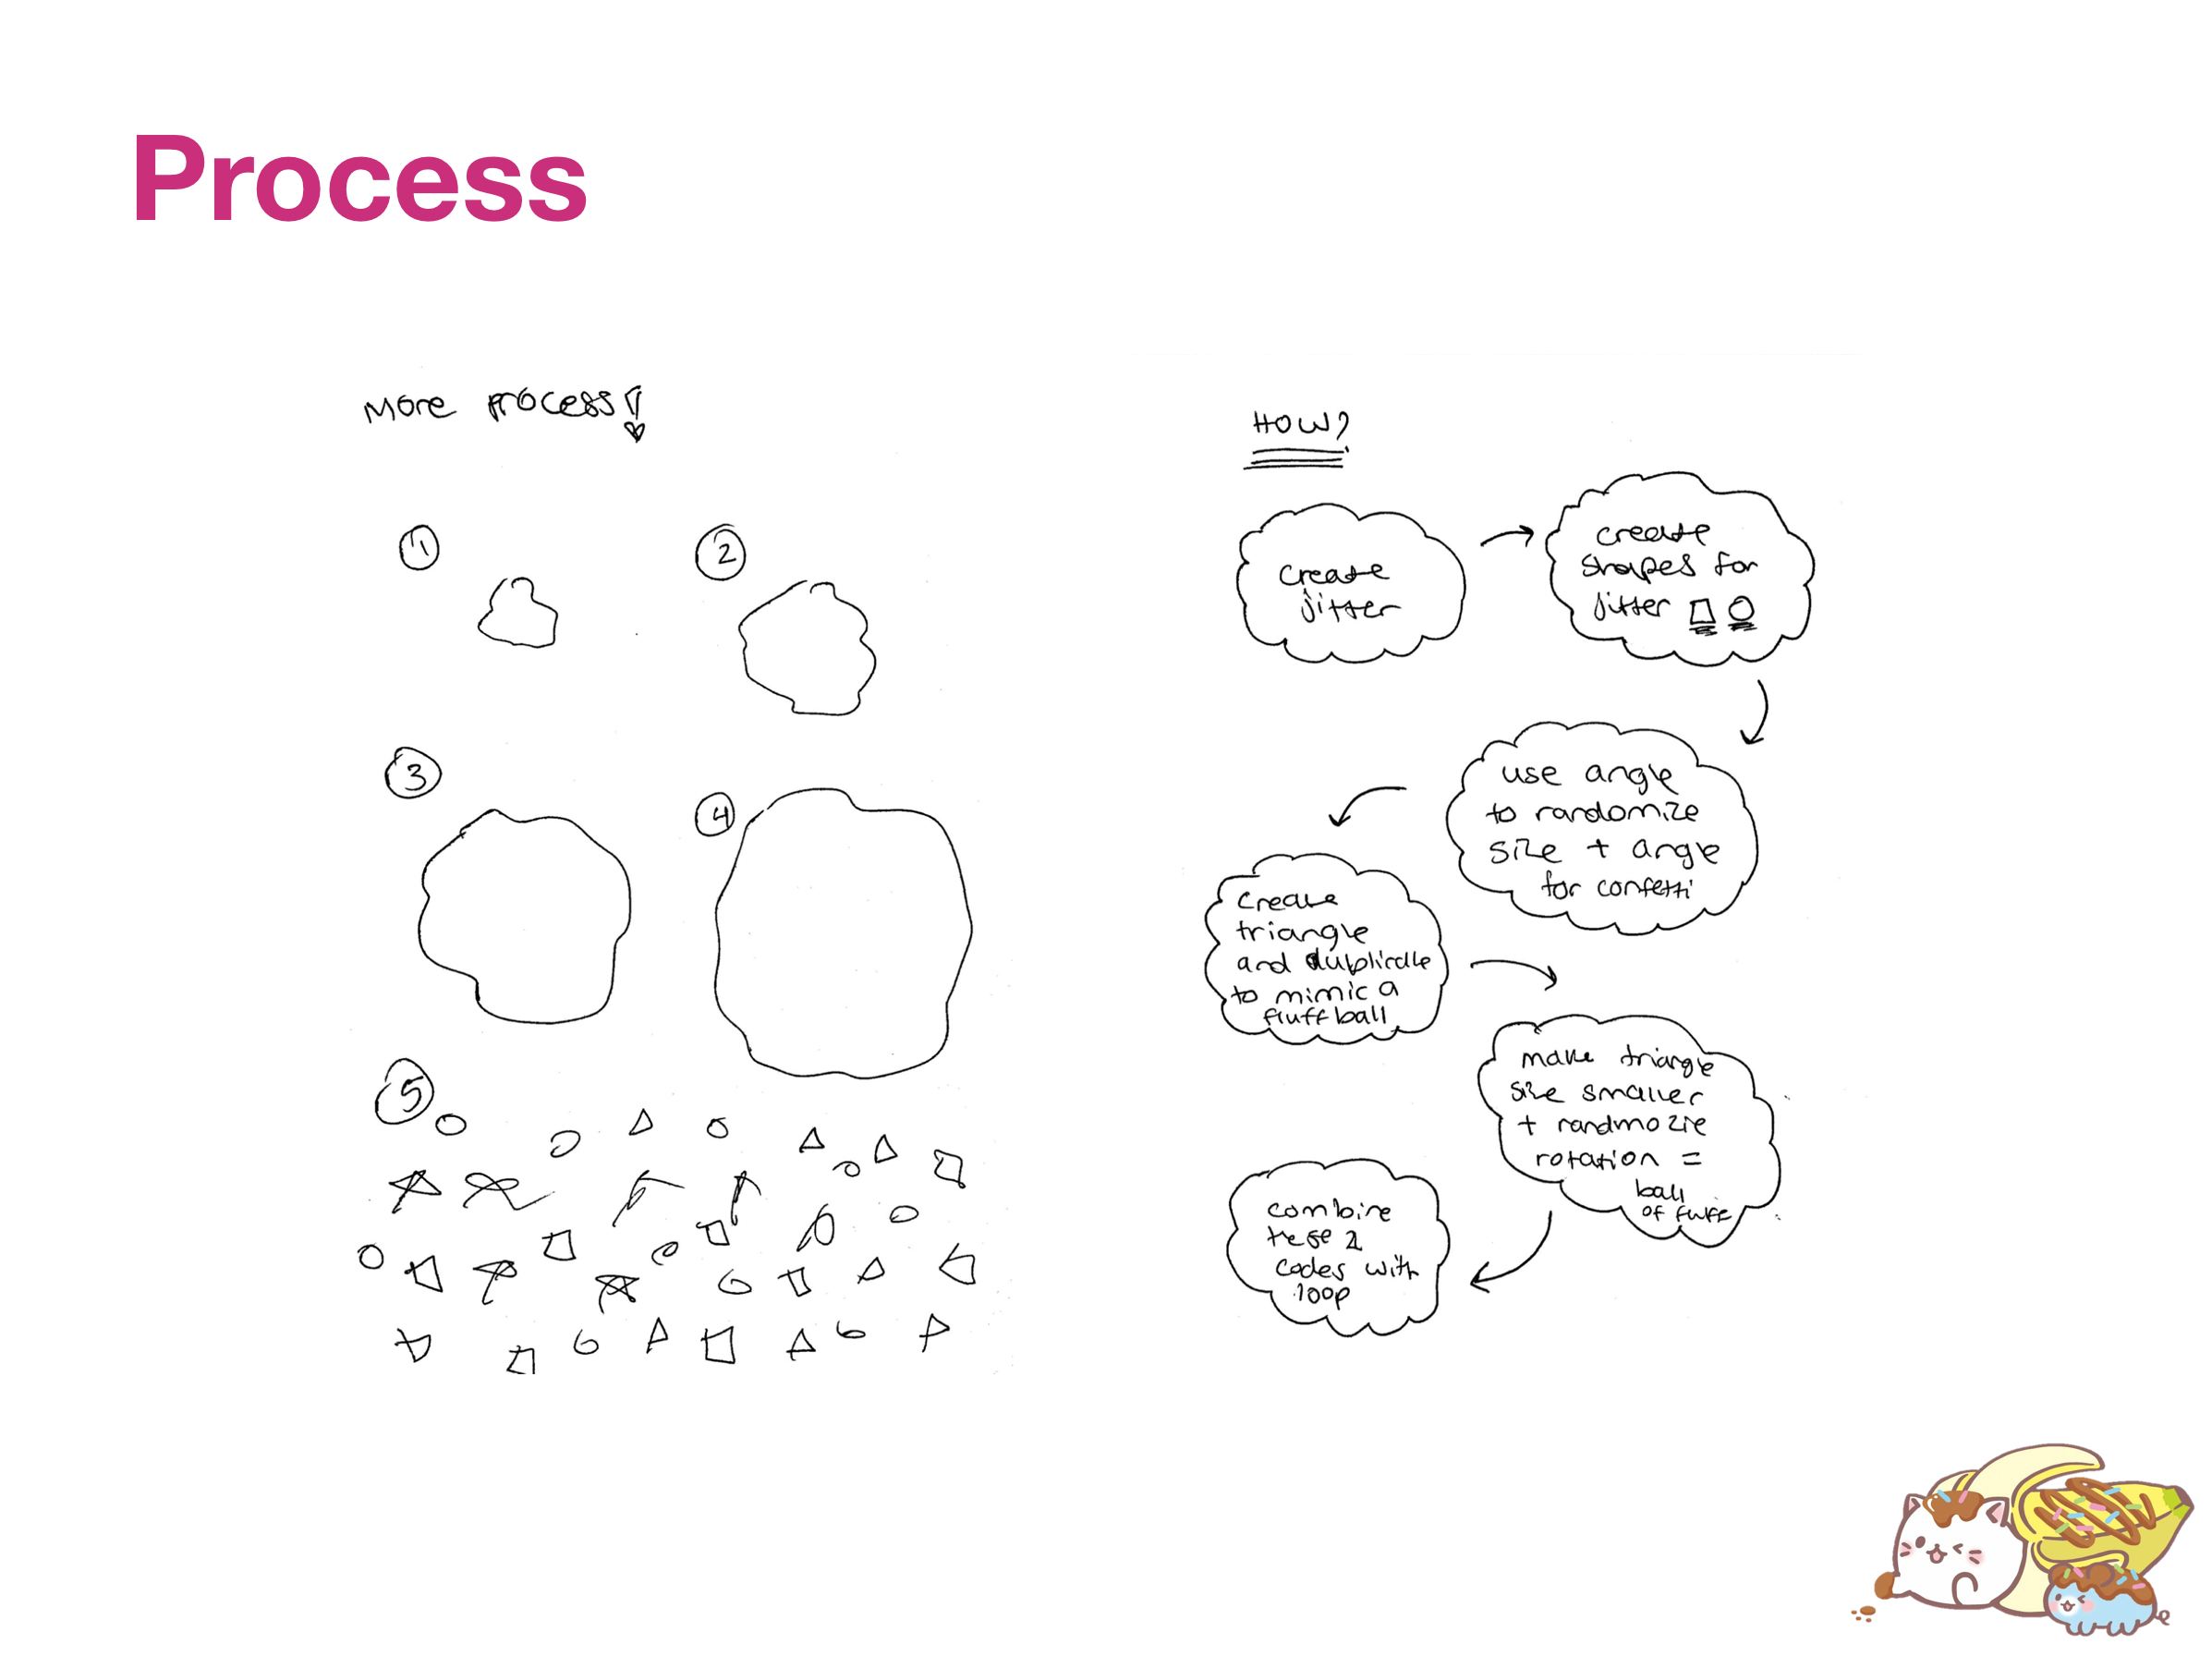 Process
More process!!
1
2
3
4
5
HOW?
create
jitter
create
shapes for
jitter
use angle
to randomize
size + angle
for confetti
Create
triangle
and duplicate
to mimic a
fluff ball
make triangle
size smaller
+ randmozie
rotation =
ball
of fluff
combine
these 2
codes with
loop